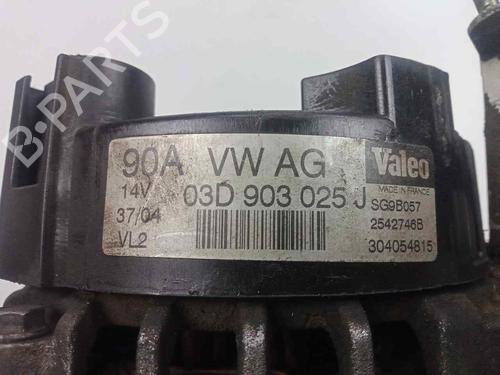 90A VW AG Valeo
14V 03D 903 025 J MADE IN FRANCE
37/04 SG9B057
VL2 2542746B
304054815
B-PARTS